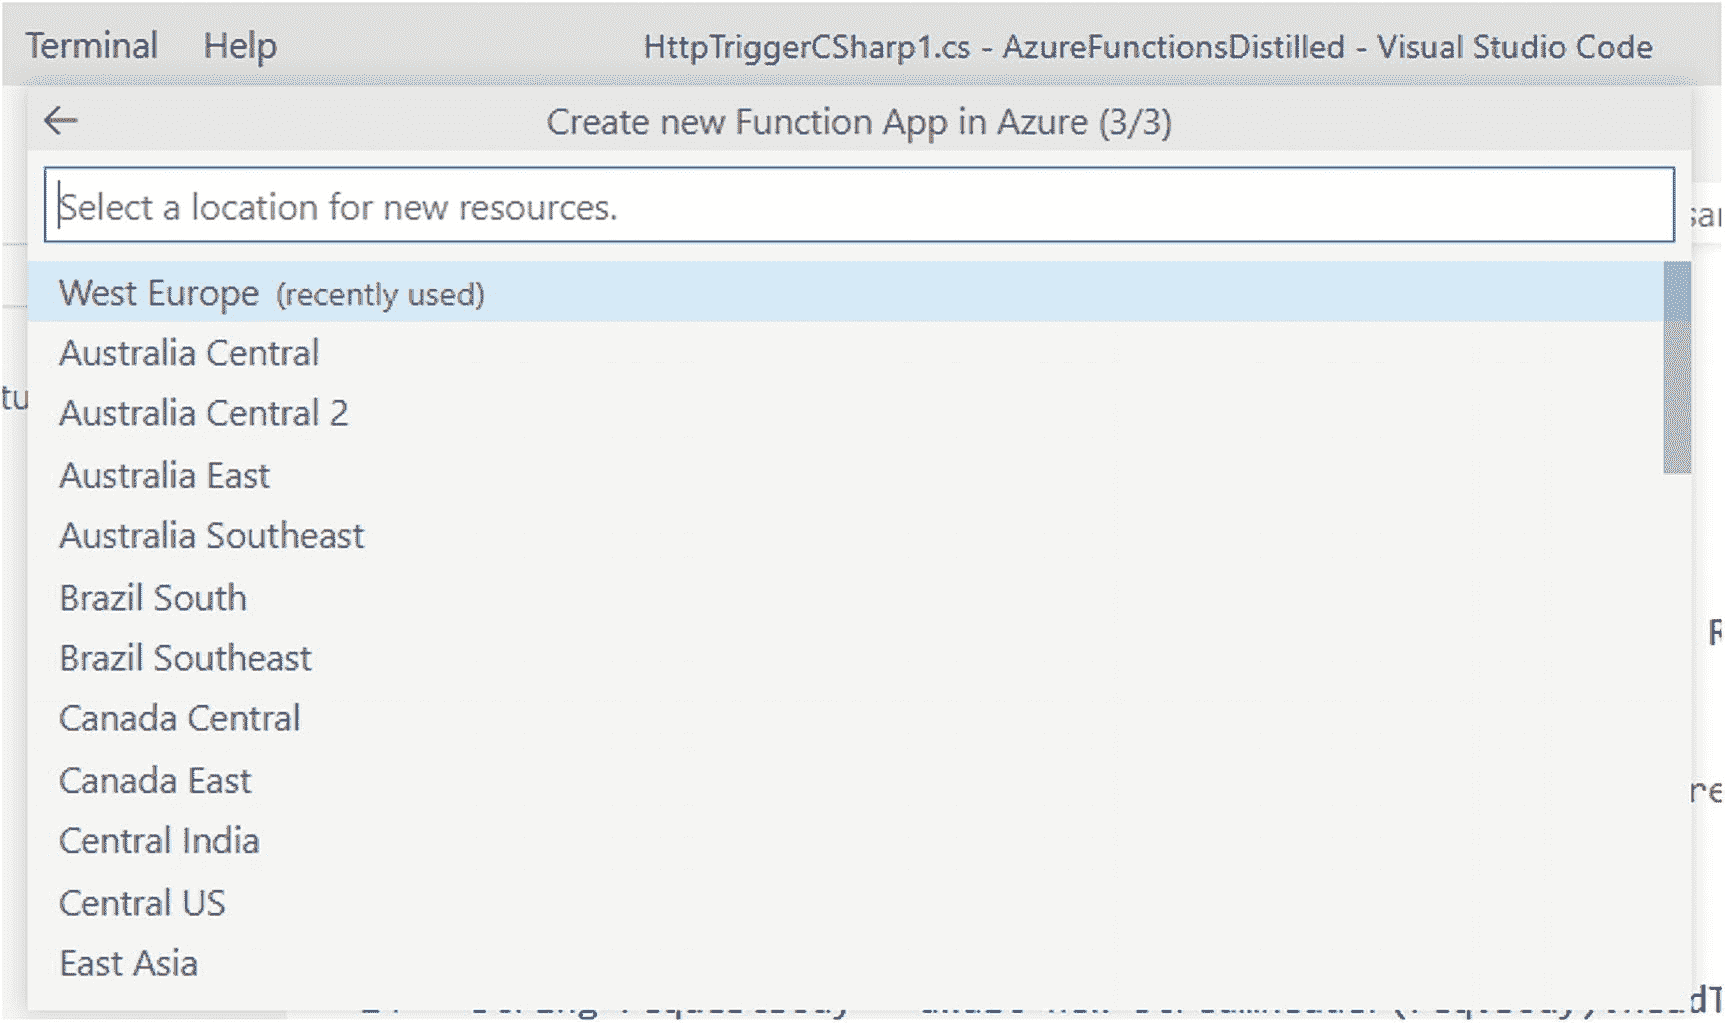 Terminal Help HttpTriggerCSharp1.cs - AzureFunctionsDistilled - Visual Studio Code
Create new Function App in Azure (3/3)
Select a location for new resources.
West Europe (recently used)
Australia Central
Australia Central 2
Australia East
Australia Southeast
Brazil South
Brazil Southeast
Canada Central
Canada East
Central India
Central US
East Asia